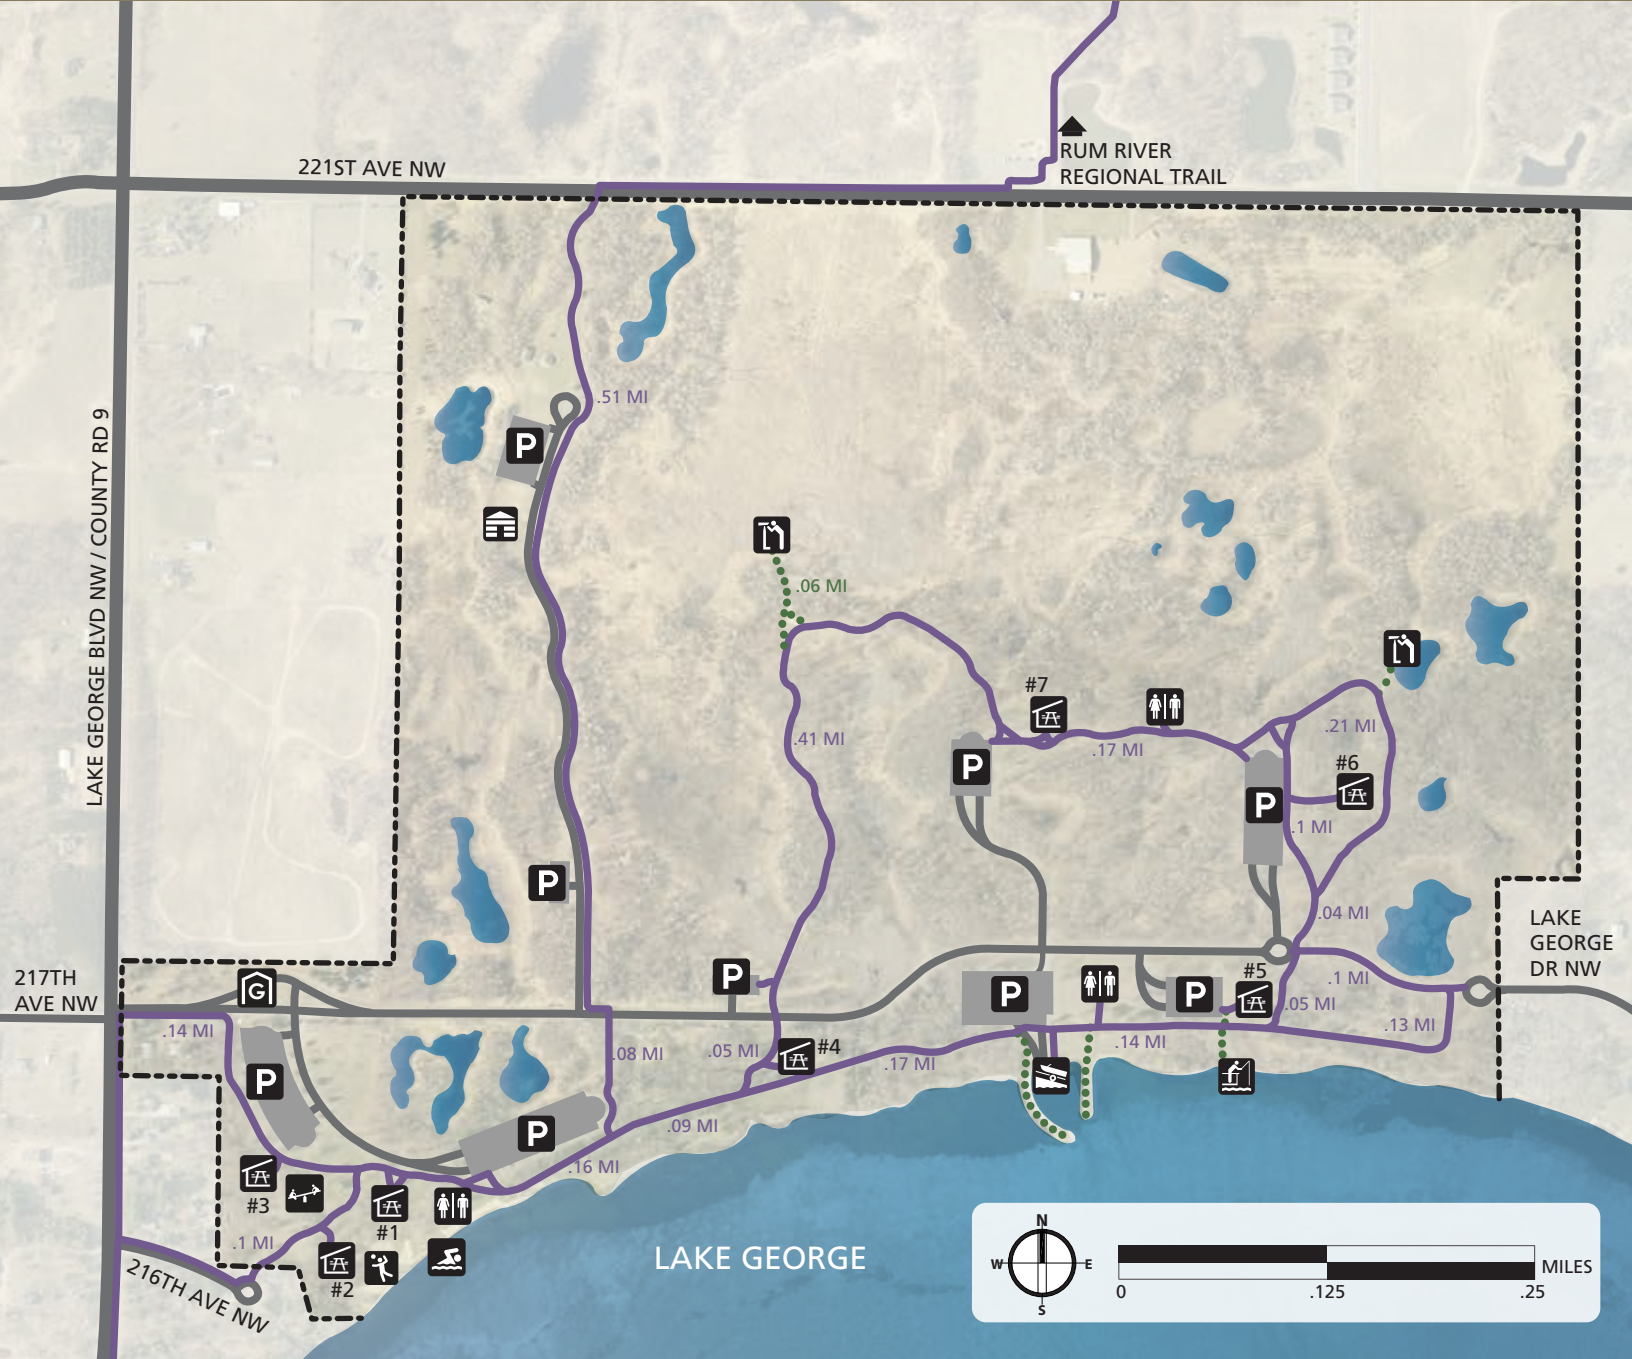 221ST AVE NW
RUM RIVER
REGIONAL TRAIL
.51 MI
P
LAKE GEORGE BLVD NW / COUNTY RD 9
.06 MI
#7
.41 MI
.17 MI
.21 MI
#6
P
P
.1 MI
P
.04 MI
LAKE
GEORGE
DR NW
217TH
AVE NW
G
P
P
P
#5
.1 MI
.05 MI
.14 MI
.08 MI
.05 MI
#4
.17 MI
.14 MI
.13 MI
P
P
.09 MI
.16 MI
#3
#1
.1 MI
#2
216TH AVE NW
LAKE GEORGE
N
W
E
S
MILES
0
.125
.25